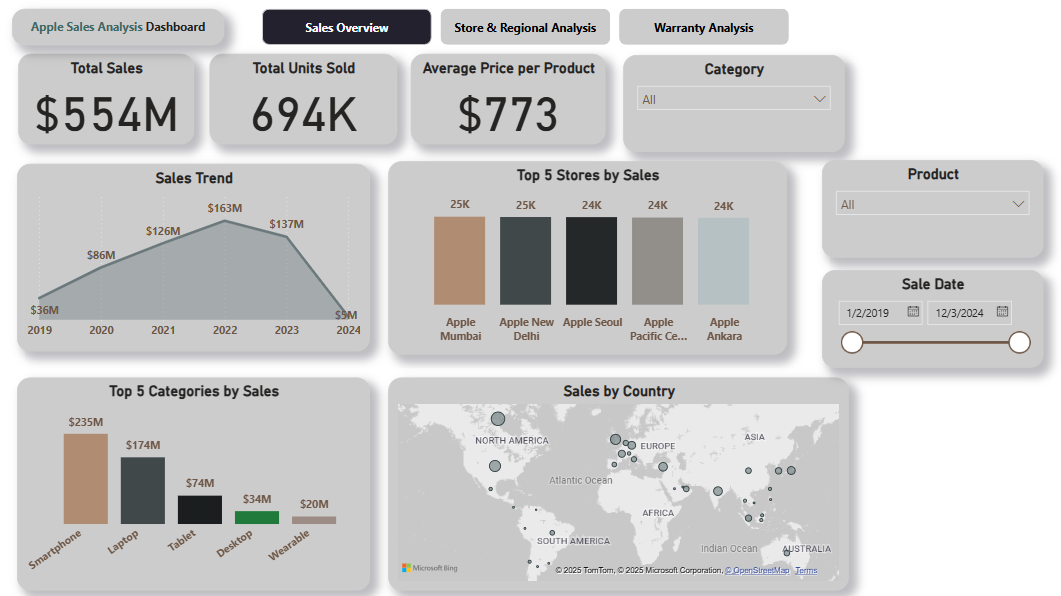 Apple Sales Analysis Dashboard
Sales Overview
Store & Regional Analysis
Warranty Analysis
Total Sales
$554M
Total Units Sold
694K
Average Price per Product
$773
Category
All
Sales Trend
$36M
$86M
$126M
$163M
$137M
$5M
2019
2020
2021
2022
2023
2024
Top 5 Stores by Sales
25K
25K
24K
24K
24K
Apple
Mumbai
Apple New
Delhi
Apple Seoul
Apple
Pacific Ce...
Apple
Ankara
Product
All
Sale Date
1/2/2019
12/3/2024
Top 5 Categories by Sales
$235M
$174M
$74M
$34M
$20M
Smartphone
Laptop
Tablet
Desktop
Wearable
Sales by Country
NORTH AMERICA
EUROPE
ASIA
Atlantic Ocean
AFRICA
SOUTH AMERICA
Indian Ocean
AUSTRALIA
Microsoft Bing
© 2025 TomTom, © 2025 Microsoft Corporation, © OpenStreetMap Terms